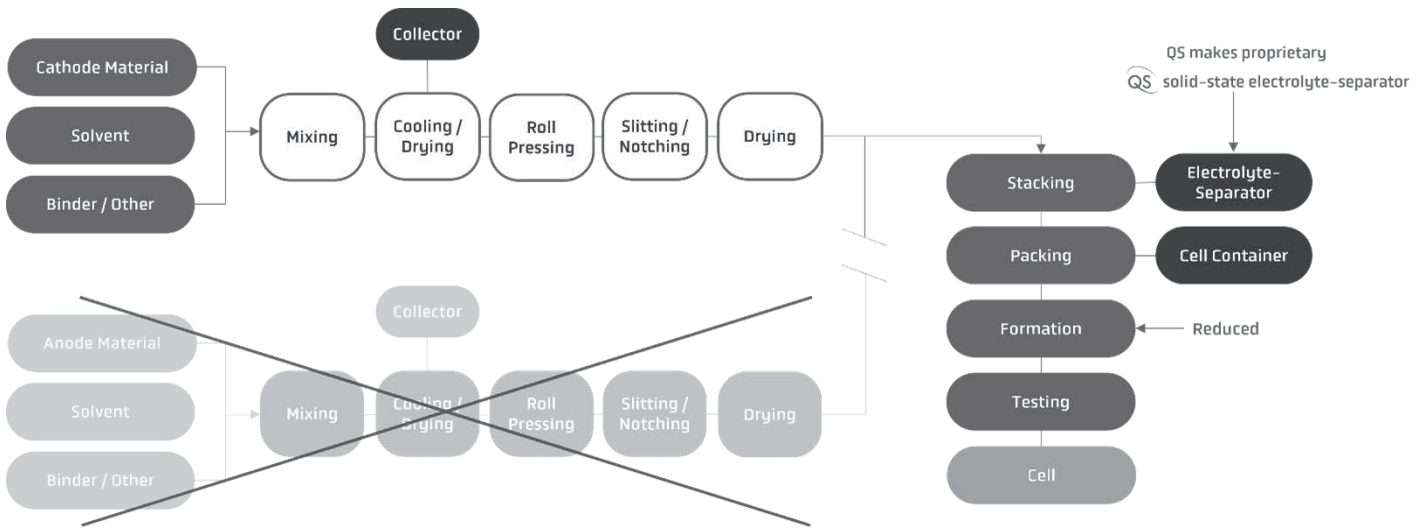 Collector
Cathode Material
Solvent
Binder / Other
Mixing
Cooling /
Drying
Roll
Pressing
Slitting /
Notching
Drying
QS makes proprietary
QS solid-state electrolyte-separator
Stacking
Electrolyte-
Separator
Packing
Cell Container
Formation
Reduced
Testing
Cell
Collector
Anode Material
Solvent
Binder / Other
Mixing
Cooling /
Drying
Roll
Pressing
Slitting /
Notching
Drying